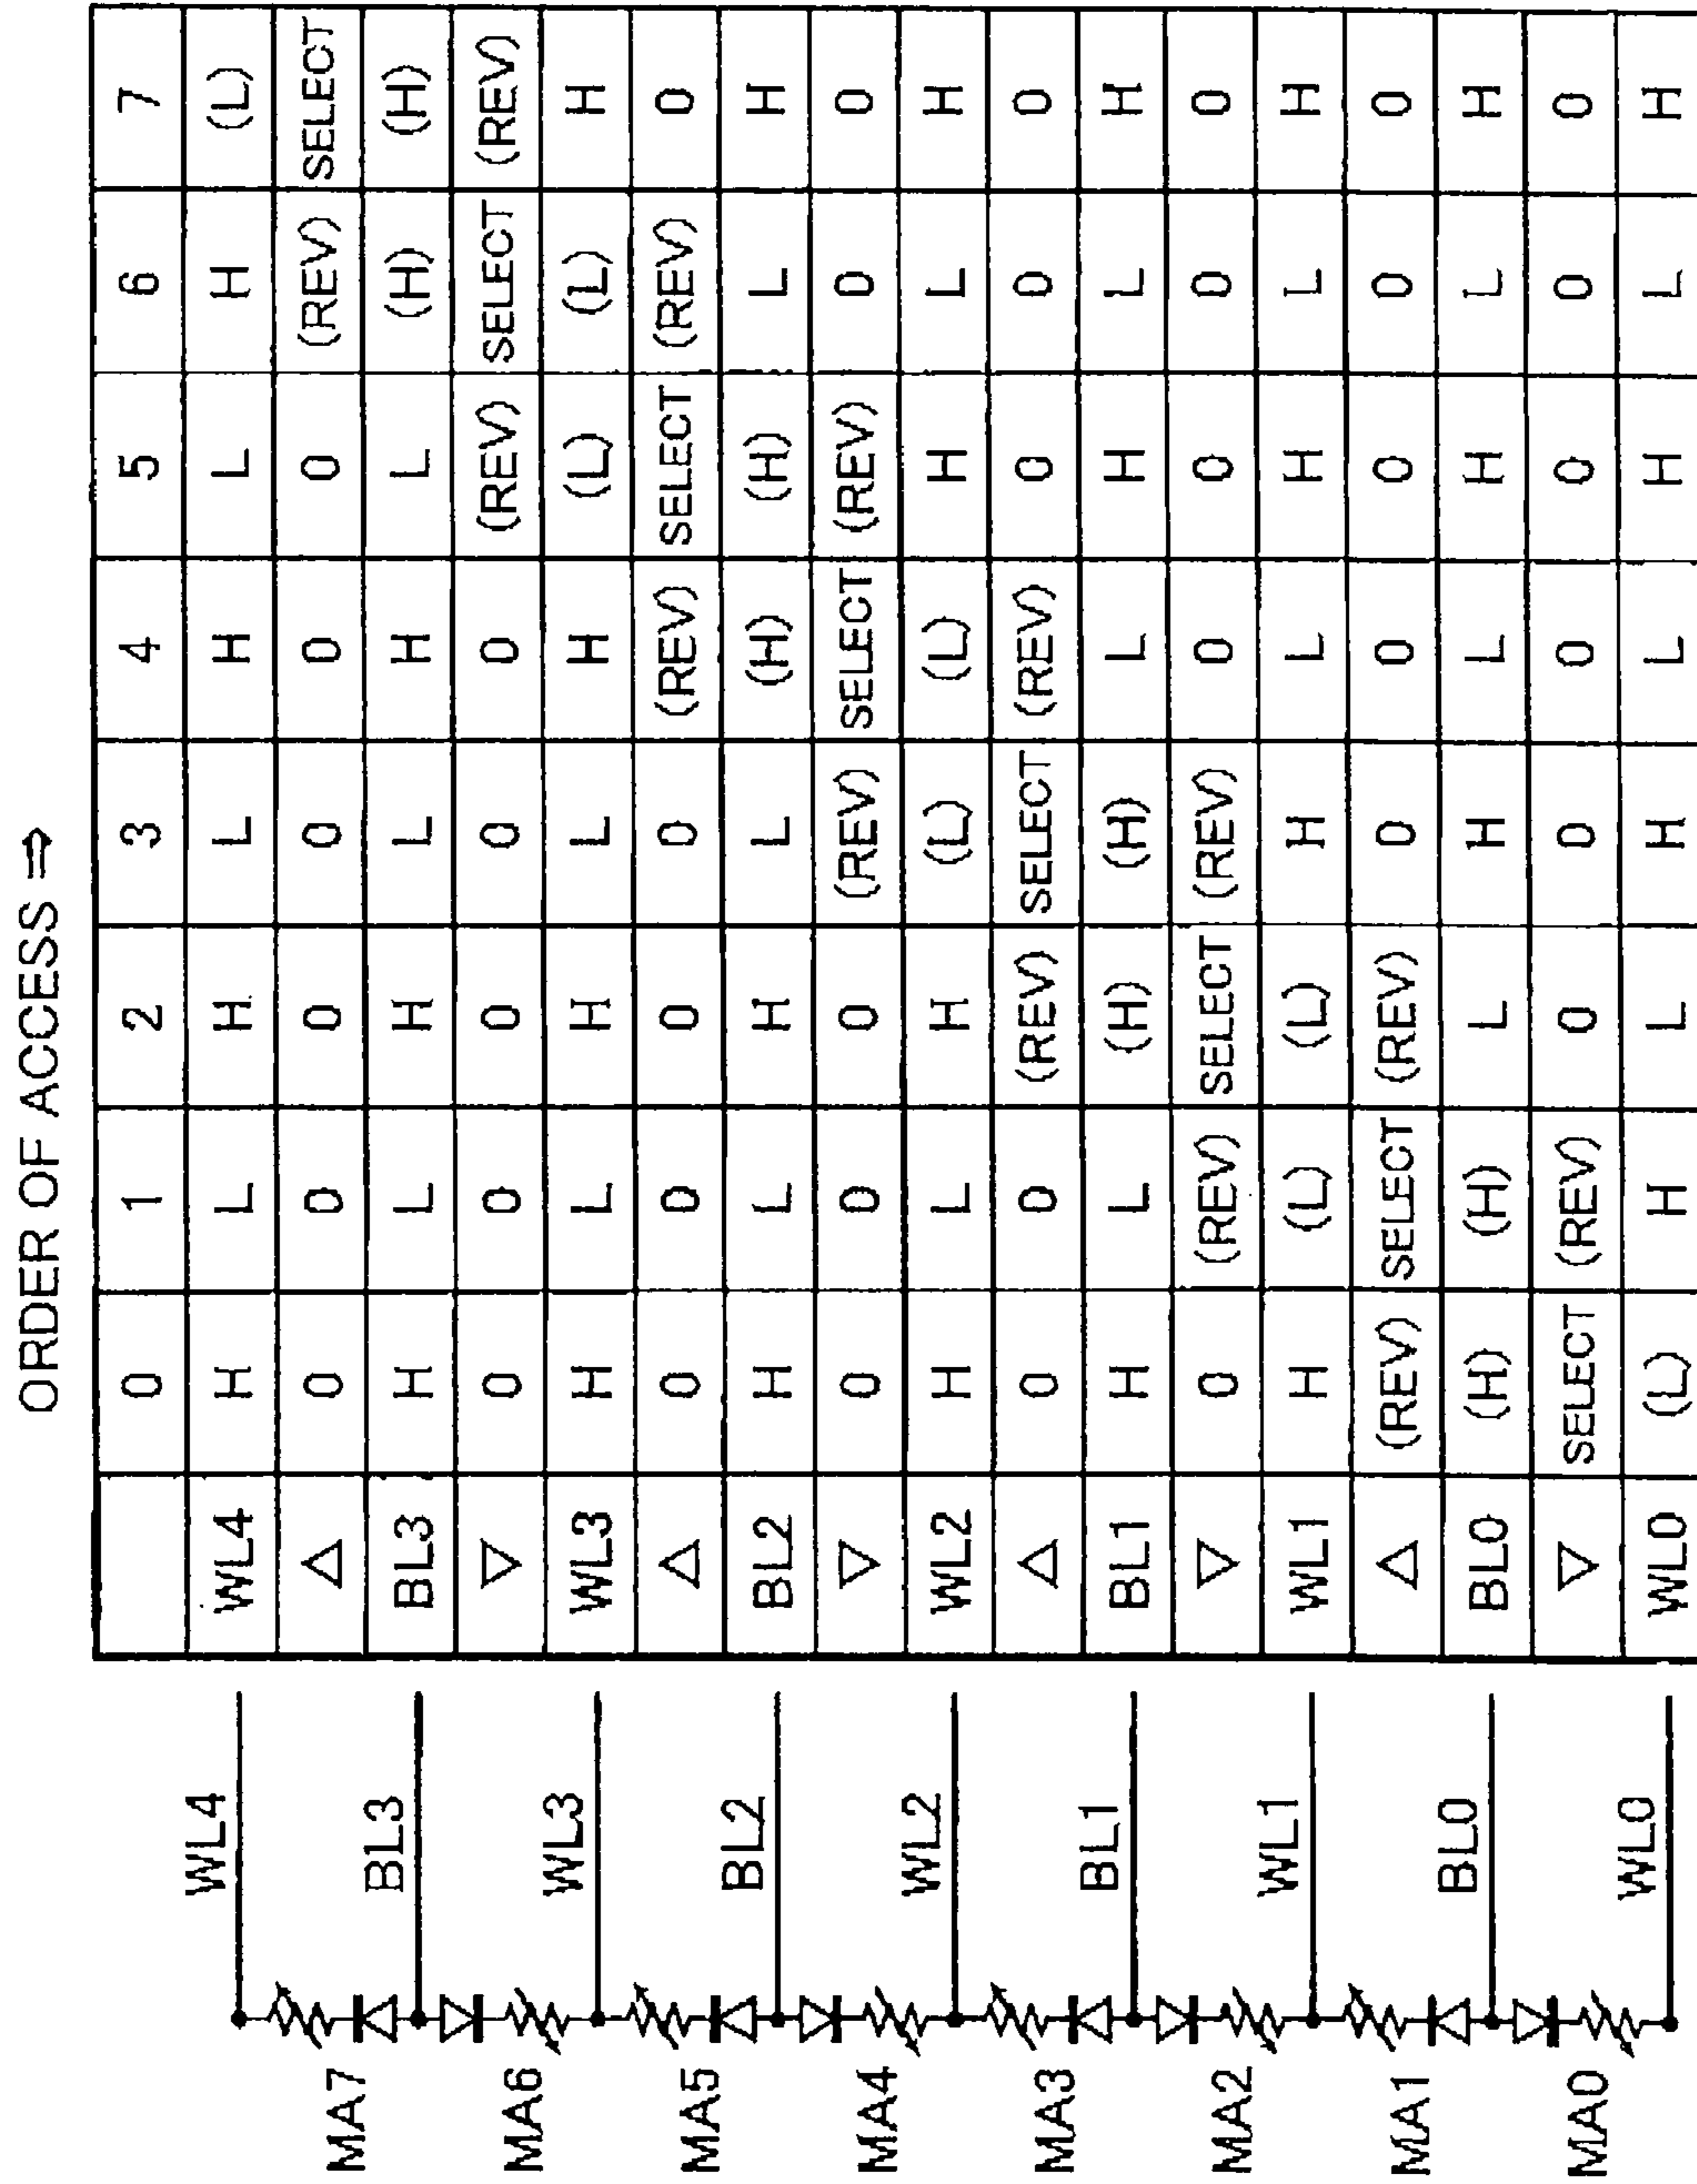 ORDER OF ACCESS ⇒
0 1 2 3 4 5 6 7
WL4 H L H L H L H (L)
△ 0 0 0 0 0 0 (REV) SELECT
BL3 H L H L H L (H) (H)
▽ 0 0 0 0 0 (REV) SELECT (REV)
WL3 H L H L H (L) (L) H
△ 0 0 0 0 (REV) SELECT (REV) 0
BL2 H L H L (H) (H) L H
▽ 0 0 0 (REV) SELECT (REV) 0 0
WL2 H L H (L) (L) H L H
△ 0 0 (REV) SELECT (REV) 0 0 0
BL1 H L (H) (H) L H L H
▽ 0 (REV) SELECT (REV) 0 0 0 0
WL1 H (L) (L) H L H L H
△ (REV) SELECT (REV) 0 0 0 0 0
BL0 (H) (H) L H L H L H
▽ SELECT (REV) 0 0 0 0 0 0
WL0 (L) H L H L H L H
WL4
MA7
BL3
MA6
WL3
MA5
BL2
MA4
WL2
MA3
BL1
MA2
WL1
MA1
BL0
MA0
WL0